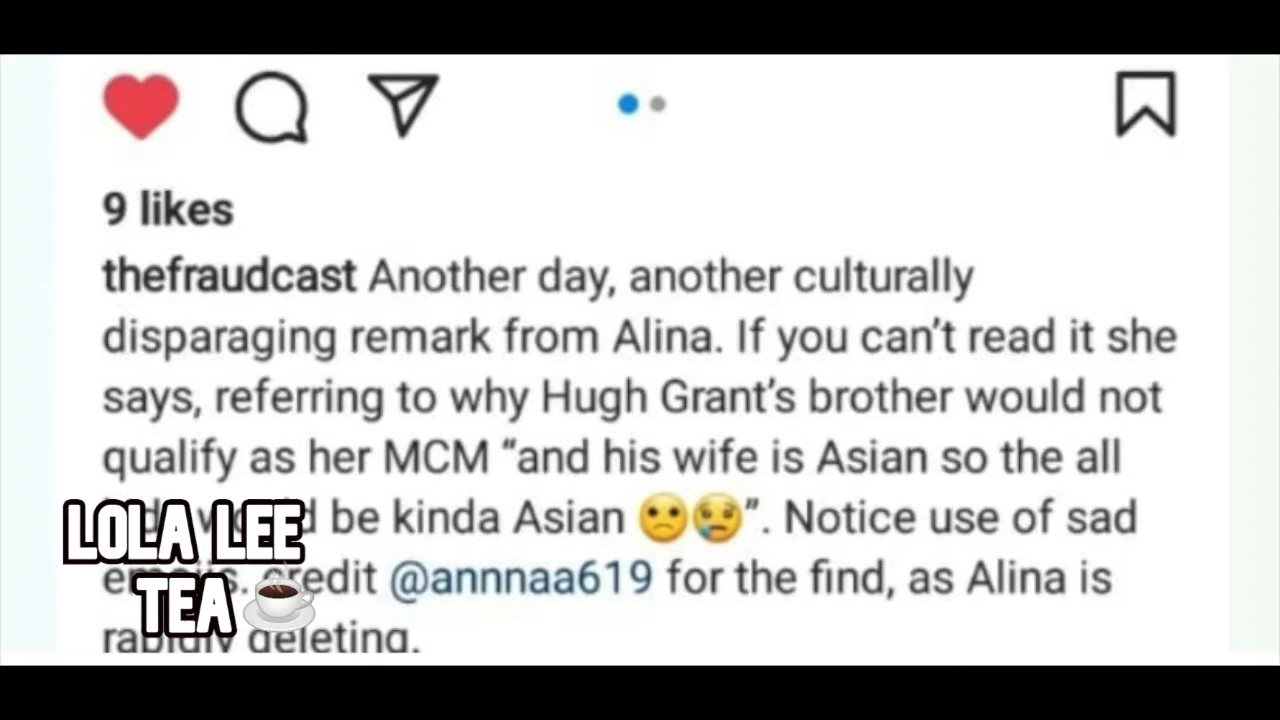 9 likes
thefraudcast Another day, another culturally
disparaging remark from Alina. If you can't read it she
says, referring to why Hugh Grant's brother would not
qualify as her MCM "and his wife is Asian so the all
be kinda Asian 🙁😢". Notice use of sad
credit @annnaa619 for the find, as Alina is
rapidly deleting.
LOLA LEE
TEA ☕